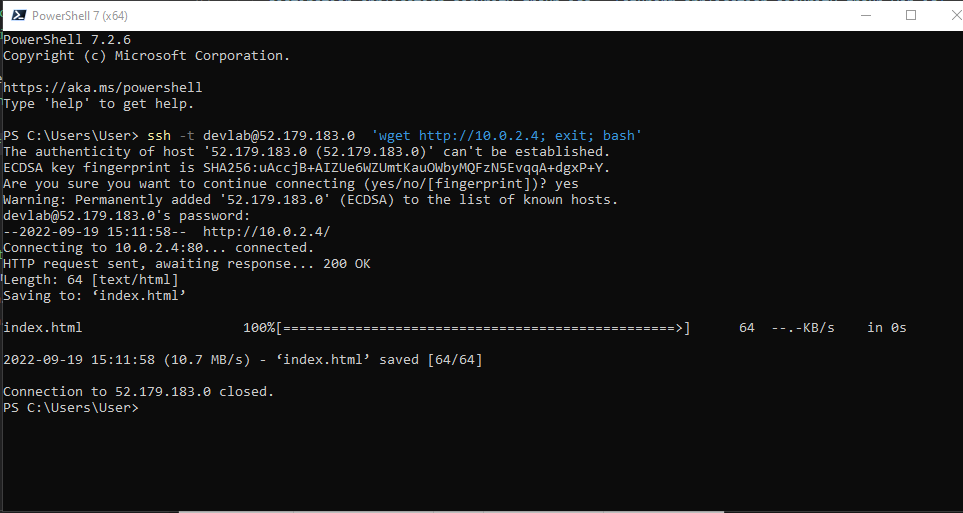 PowerShell 7 (x64)
PowerShell 7.2.6
Copyright (c) Microsoft Corporation.
https://aka.ms/powershell
Type 'help' to get help.
PS C:\Users\User> ssh -t devlab@52.179.183.0  'wget http://10.0.2.4; exit; bash'
The authenticity of host '52.179.183.0 (52.179.183.0)' can't be established.
ECDSA key fingerprint is SHA256:uAccjB+AIZUe6WZUmtKauOWbyMQFzN5EvqqA+dgxP+Y.
Are you sure you want to continue connecting (yes/no/[fingerprint])? yes
Warning: Permanently added '52.179.183.0' (ECDSA) to the list of known hosts.
devlab@52.179.183.0's password:
--2022-09-19 15:11:58--  http://10.0.2.4/
Connecting to 10.0.2.4:80... connected.
HTTP request sent, awaiting response... 200 OK
Length: 64 [text/html]
Saving to: ‘index.html’
index.html                    100%[=================================================>]      64  --.-KB/s    in 0s
2022-09-19 15:11:58 (10.7 MB/s) - ‘index.html’ saved [64/64]
Connection to 52.179.183.0 closed.
PS C:\Users\User>